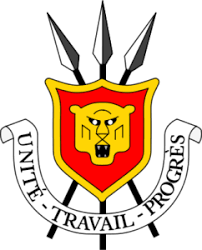 UNITÉ - TRAVAIL - PROGRÈS